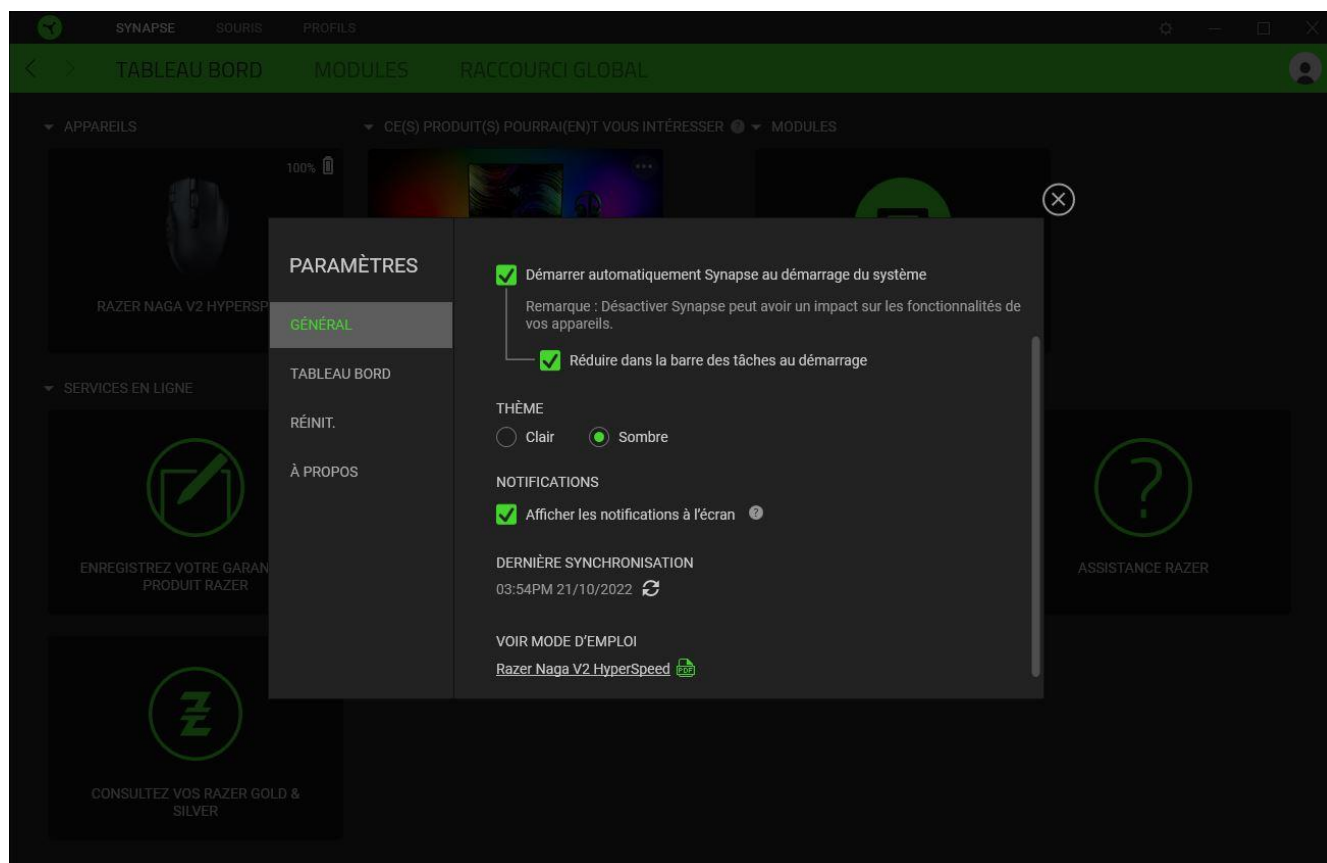 SYNAPSE SOURIS PROFILS
TABLEAU BORD MODULES RACCOURCI GLOBAL
APPAREILS
CE(S) PRODUIT(S) POURRAI(EN)T VOUS INTÉRESSER ?
MODULES
100%
RAZER NAGA V2 HYPERSP
SERVICES EN LIGNE
ENREGISTREZ VOTRE GARAN
PRODUIT RAZER
CONSULTEZ VOS RAZER GOLD &
SILVER
ASSISTANCE RAZER
PARAMÈTRES
GÉNÉRAL
TABLEAU BORD
RÉINIT.
À PROPOS
Démarrer automatiquement Synapse au démarrage du système
Remarque : Désactiver Synapse peut avoir un impact sur les fonctionnalités de
vos appareils.
Réduire dans la barre des tâches au démarrage
THÈME
Clair Sombre
NOTIFICATIONS
Afficher les notifications à l'écran ?
DERNIÈRE SYNCHRONISATION
03:54PM 21/10/2022
VOIR MODE D'EMPLOI
Razer Naga V2 HyperSpeed PDF